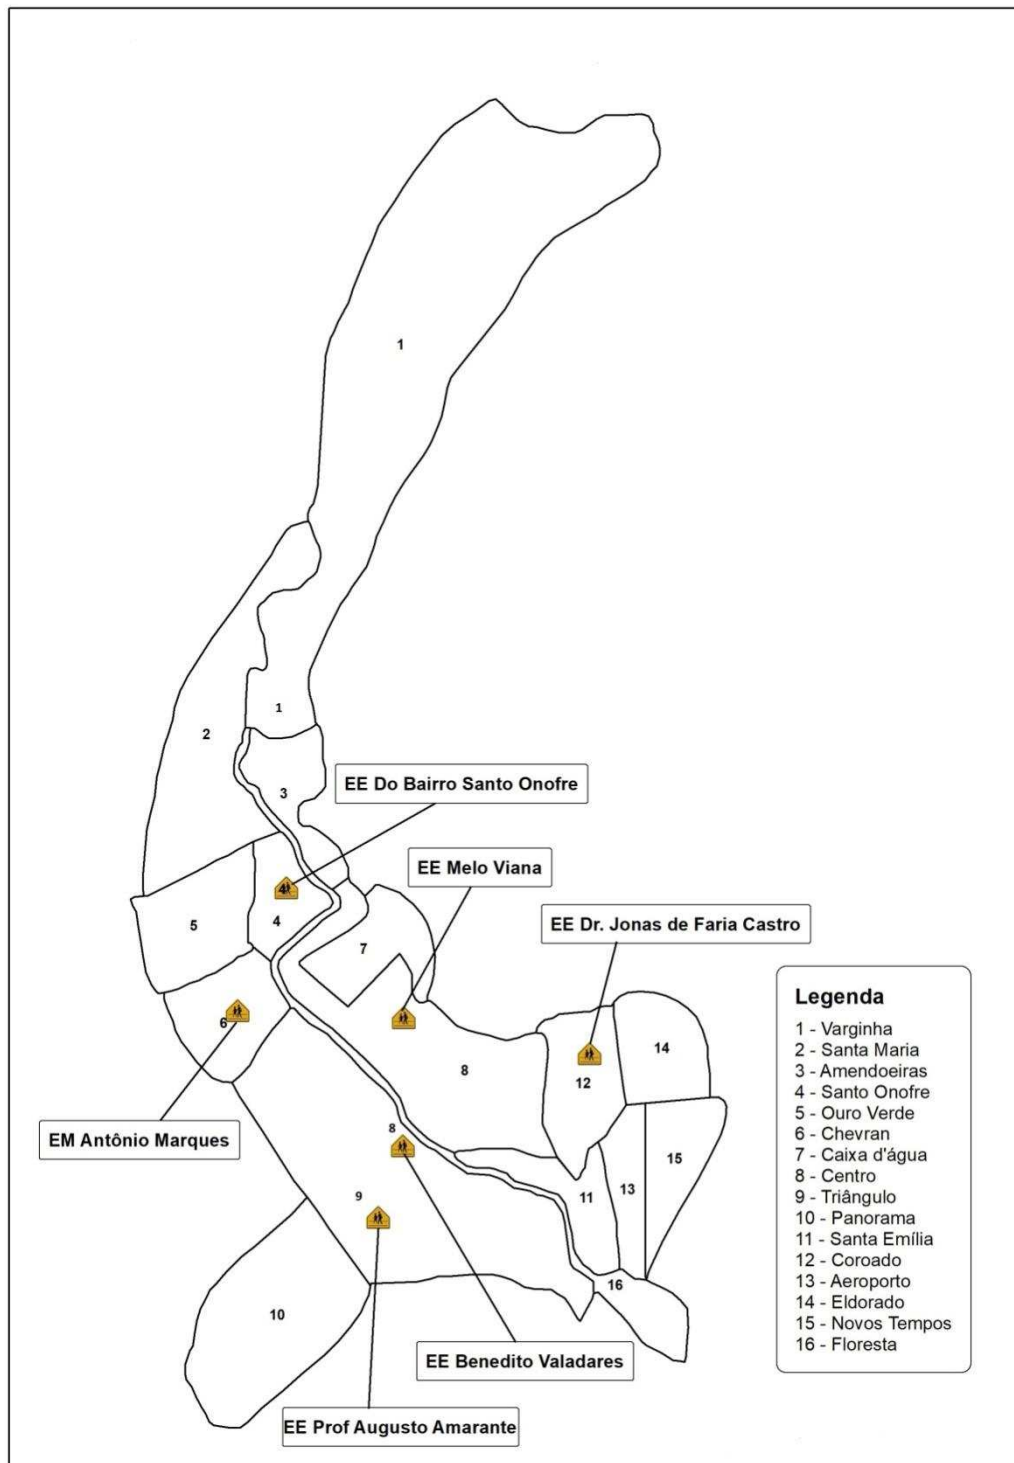 1
1
2
EE Do Bairro Santo Onofre
3
EE Melo Viana
4
4
5
EE Dr. Jonas de Faria Castro
7
6
14
8
12
EM Antônio Marques
8
15
13
11
9
16
10
EE Benedito Valadares
EE Prof Augusto Amarante
Legenda
1 - Varginha
2 - Santa Maria
3 - Amendoeiras
4 - Santo Onofre
5 - Ouro Verde
6 - Chevran
7 - Caixa d'água
8 - Centro
9 - Triângulo
10 - Panorama
11 - Santa Emília
12 - Coroado
13 - Aeroporto
14 - Eldorado
15 - Novos Tempos
16 - Floresta